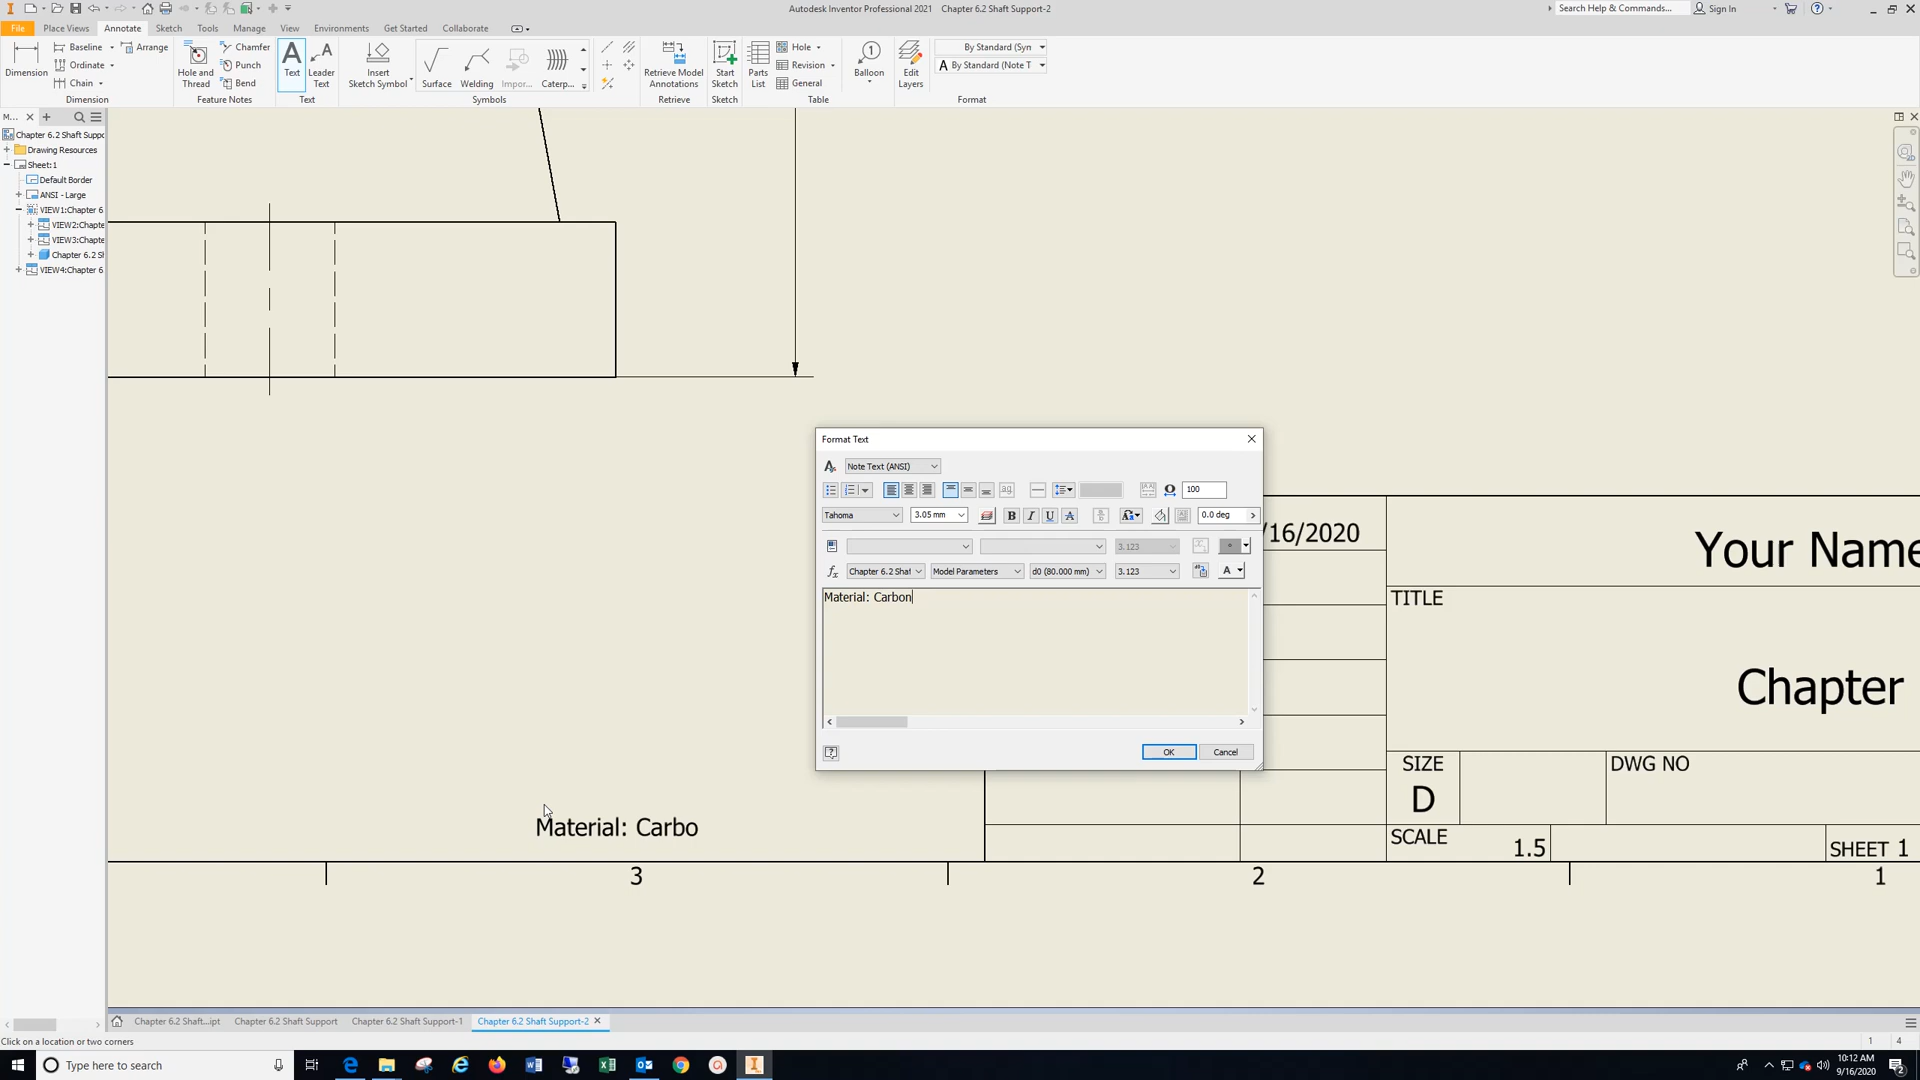 Autodesk Inventor Professional 2021 Chapter 6.2 Shaft Support-2
Search Help & Commands...
Sign In
File Place Views Annotate Sketch Tools Manage View Environments Get Started Collaborate
Dimension
Baseline
Arrange
Ordinate
Chain
Dimension
Hole and Thread
Chamfer
Punch
Bend
Feature Notes
Text
Leader Text
Text
Insert Sketch Symbol
Surface
Welding
Impor...
Caterp...
Symbols
Retrieve Model Annotations
Retrieve
Start Sketch
Sketch
Parts List
Hole
Revision
General
Table
Balloon
Edit Layers
By Standard (Syn
By Standard (Note T
Format
M...
Chapter 6.2 Shaft Suppo
Drawing Resources
Sheet:1
Default Border
ANSI - Large
VIEW1:Chapter 6
VIEW2:Chapte
VIEW3:Chapte
Chapter 6.2 Sh
VIEW4:Chapter 6
Format Text
Note Text (ANSI)
100
Tahoma
3.05 mm
B I U A
0.0 deg
3.123
Chapter 6.2 Shaf
Model Parameters
d0 (80.000 mm)
3.123
A
Material: Carbon
OK
Cancel
/16/2020
Your Name
TITLE
Chapter
SIZE
D
DWG NO
SCALE
1.5
SHEET 1
Material: Carbo
3
2
1
Chapter 6.2 Shaft...ipt
Chapter 6.2 Shaft Support
Chapter 6.2 Shaft Support-1
Chapter 6.2 Shaft Support-2
Click on a location or two corners
1
4
Type here to search
10:12 AM
9/16/2020
2